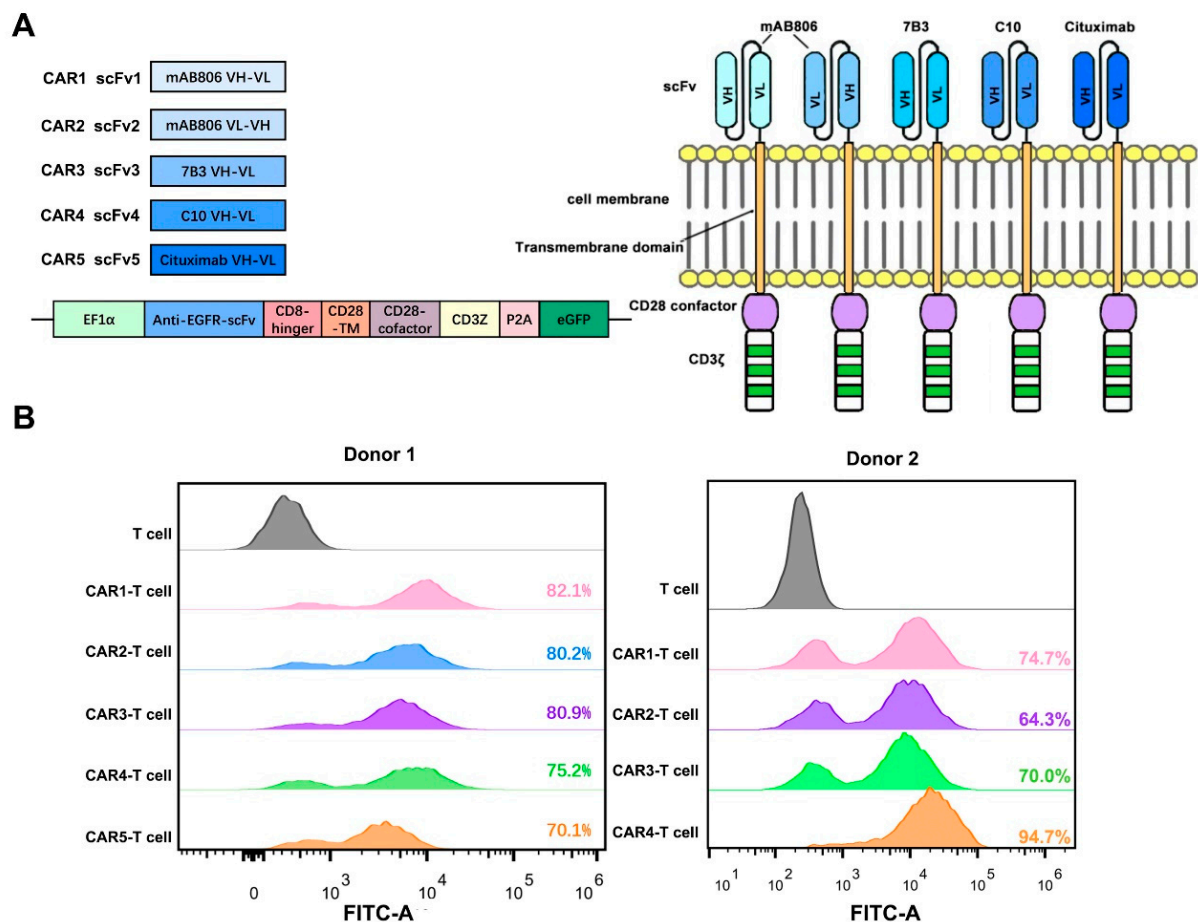 A
CAR1 scFv1
mAB806 VH-VL
CAR2 scFv2
mAB806 VL-VH
CAR3 scFv3
7B3 VH-VL
CAR4 scFv4
C10 VH-VL
CAR5 scFv5
Cituximab VH-VL
EF1α
Anti-EGFR-scFv
CD8-
hinger
CD28
-TM
CD28-
cofactor
CD3Z
P2A
eGFP
mAB806
7B3
C10
Cituximab
scFv
VH
VL
VL
VH
VH
VL
VH
VL
VH
VL
cell membrane
Transmembrane domain
CD28 confactor
CD3ζ
B
Donor 1
T cell
CAR1-T cell
82.1%
CAR2-T cell
80.2%
CAR3-T cell
80.9%
CAR4-T cell
75.2%
CAR5-T cell
70.1%
0
10³
10⁴
10⁵
10⁶
FITC-A
Donor 2
T cell
CAR1-T cell
74.7%
CAR2-T cell
64.3%
CAR3-T cell
70.0%
CAR4-T cell
94.7%
10¹
10²
10³
10⁴
10⁵
10⁶
FITC-A